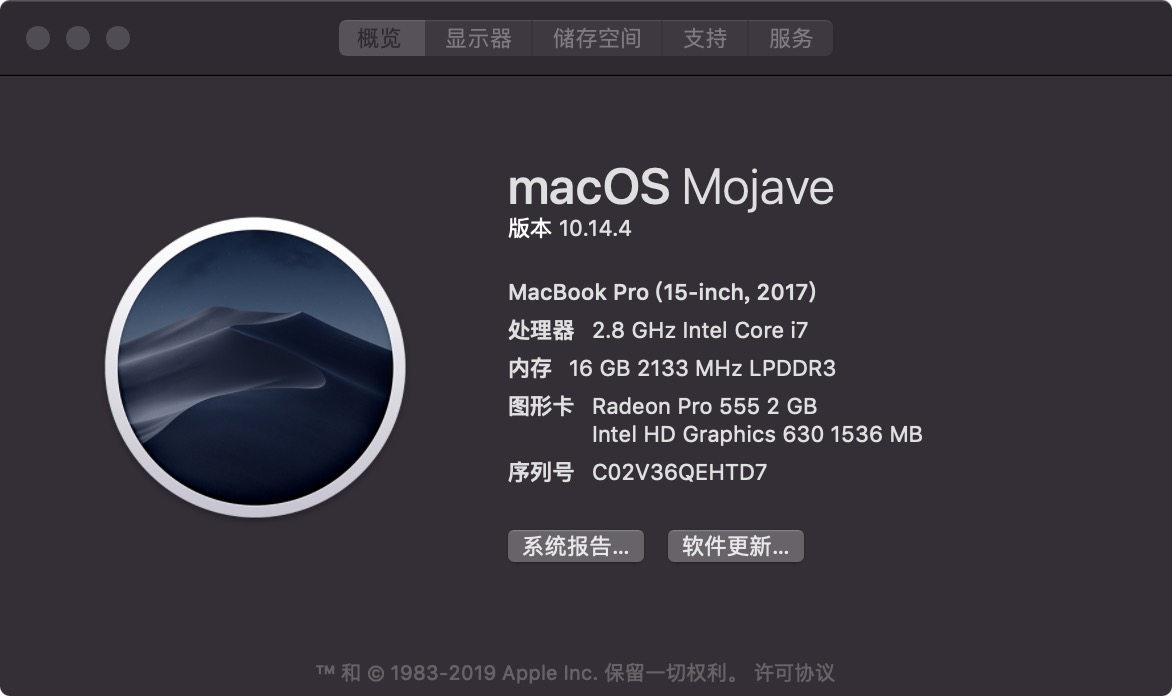 概览 显示器 储存空间 支持 服务
macOS Mojave
版本 10.14.4
MacBook Pro (15-inch, 2017)
处理器 2.8 GHz Intel Core i7
内存 16 GB 2133 MHz LPDDR3
图形卡 Radeon Pro 555 2 GB
Intel HD Graphics 630 1536 MB
序列号 C02V36QEHTD7
系统报告... 软件更新...
™ 和 © 1983-2019 Apple Inc. 保留一切权利。 许可协议